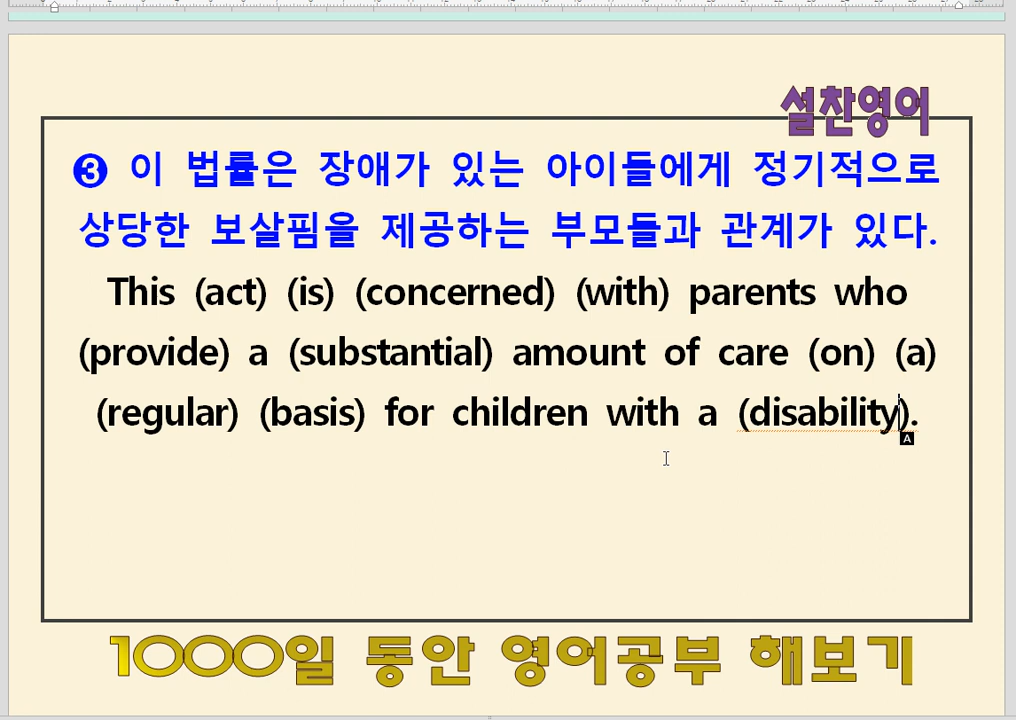 설찬영어
❸ 이 법률은 장애가 있는 아이들에게 정기적으로
상당한 보살핌을 제공하는 부모들과 관계가 있다.
This (act) (is) (concerned) (with) parents who
(provide) a (substantial) amount of care (on) (a)
(regular) (basis) for children with a (disability).
A
1000일 동안 영어공부 해보기